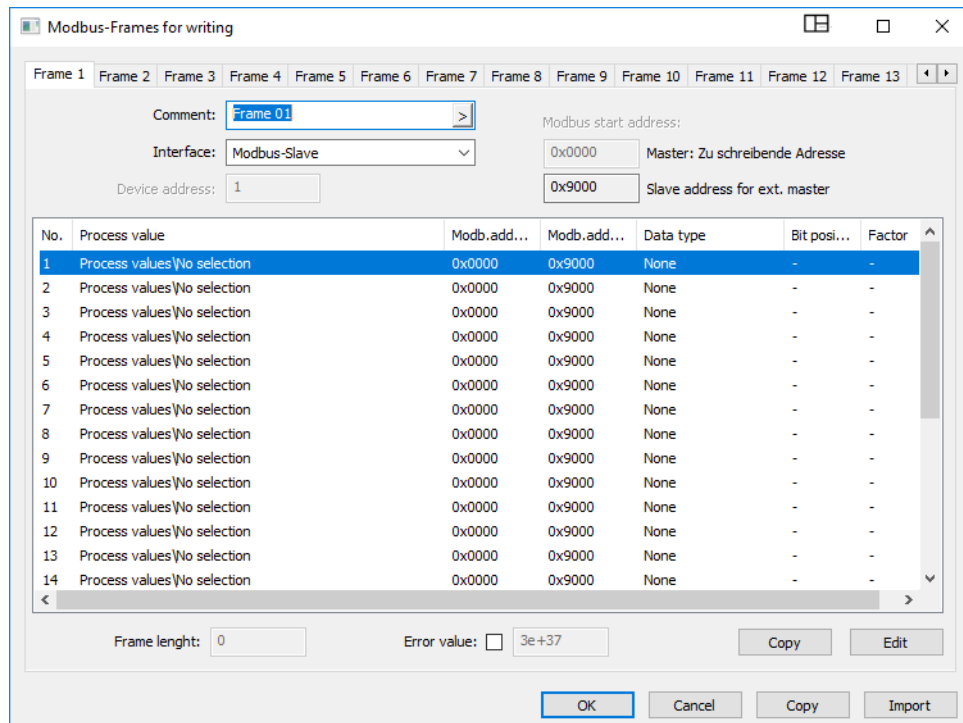 Modbus-Frames for writing
Frame 1 Frame 2 Frame 3 Frame 4 Frame 5 Frame 6 Frame 7 Frame 8 Frame 9 Frame 10 Frame 11 Frame 12 Frame 13
Comment: Frame 01 >
Modbus start address:
Interface: Modbus-Slave
0x0000 Master: Zu schreibende Adresse
Device address: 1
0x9000 Slave address for ext. master
No. Process value Modb.add... Modb.add... Data type Bit posi... Factor
1 Process values\No selection 0x0000 0x9000 None - -
2 Process values\No selection 0x0000 0x9000 None - -
3 Process values\No selection 0x0000 0x9000 None - -
4 Process values\No selection 0x0000 0x9000 None - -
5 Process values\No selection 0x0000 0x9000 None - -
6 Process values\No selection 0x0000 0x9000 None - -
7 Process values\No selection 0x0000 0x9000 None - -
8 Process values\No selection 0x0000 0x9000 None - -
9 Process values\No selection 0x0000 0x9000 None - -
10 Process values\No selection 0x0000 0x9000 None - -
11 Process values\No selection 0x0000 0x9000 None - -
12 Process values\No selection 0x0000 0x9000 None - -
13 Process values\No selection 0x0000 0x9000 None - -
14 Process values\No selection 0x0000 0x9000 None - -
Frame lenght: 0 Error value: 3e+37 Copy Edit
OK Cancel Copy Import